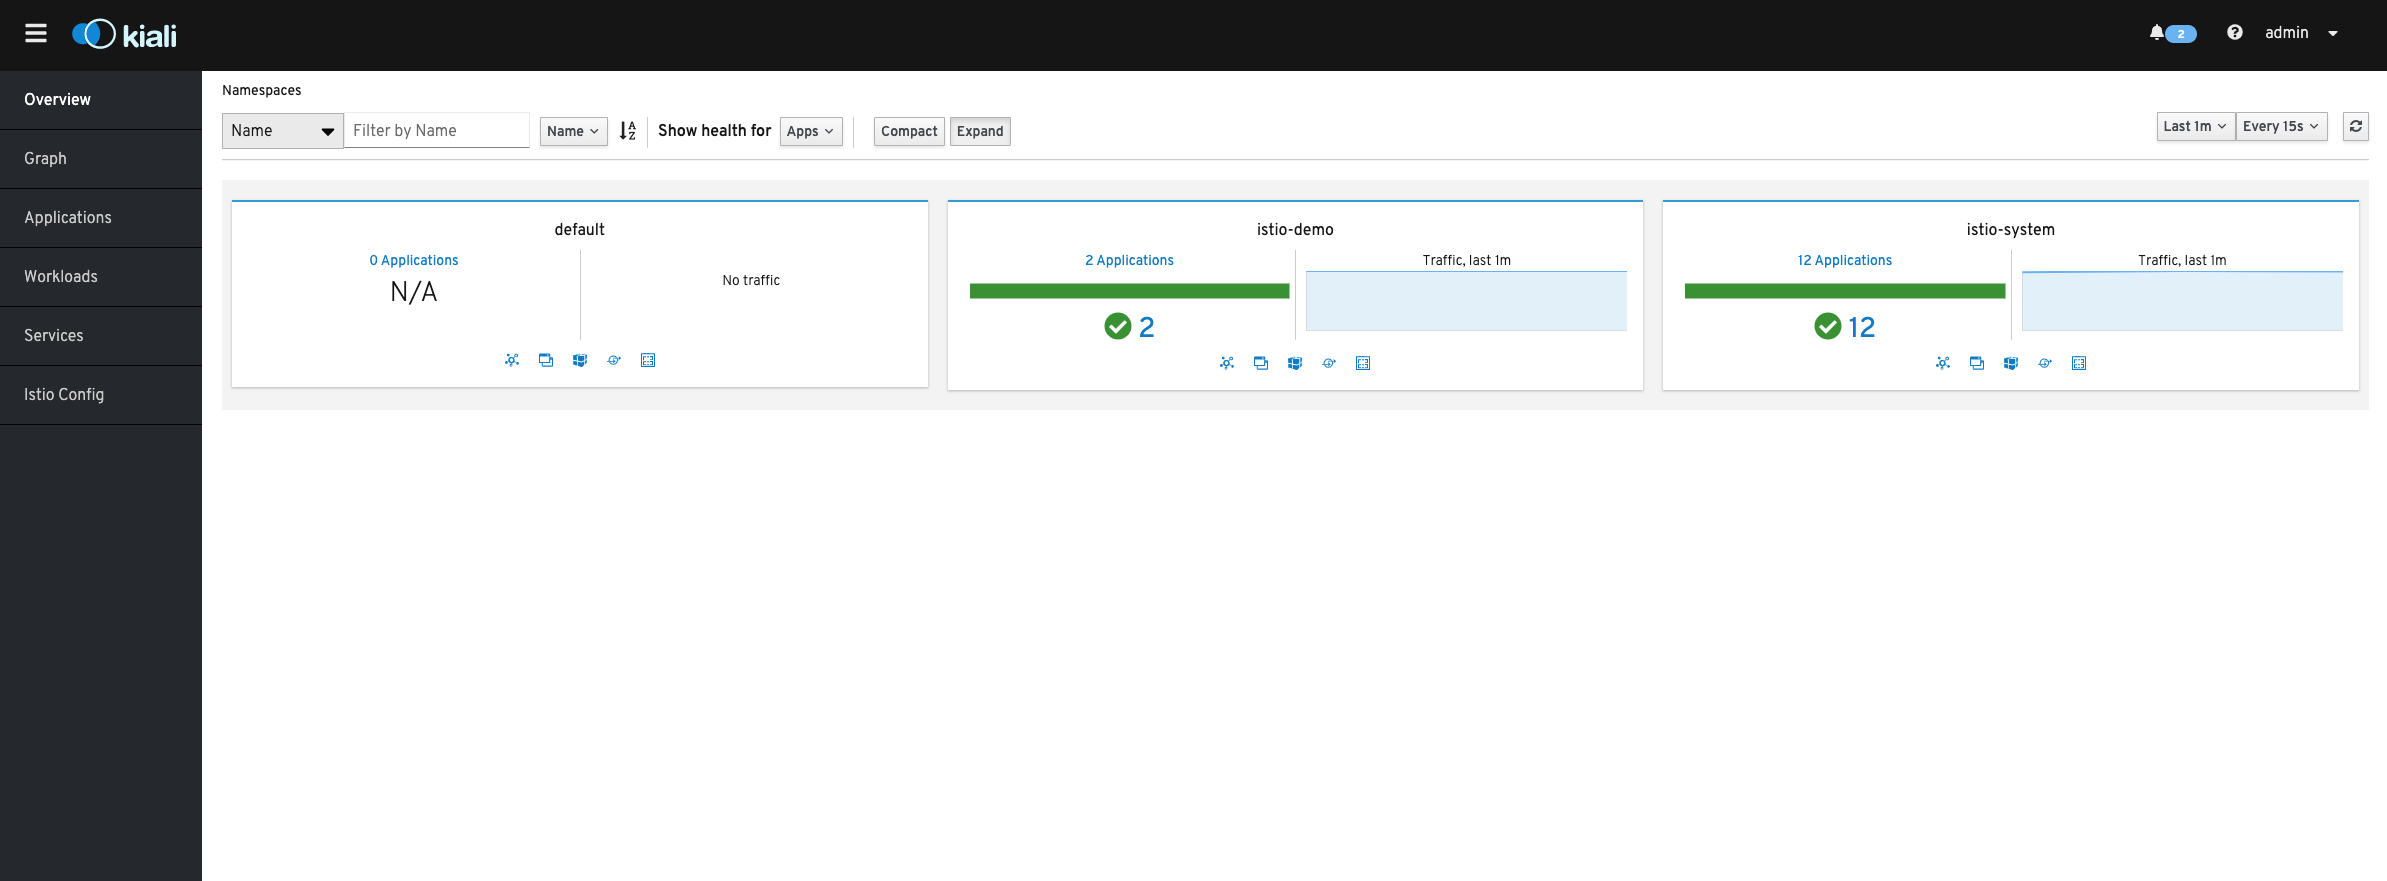 kiali
2
admin
Overview
Graph
Applications
Workloads
Services
Istio Config
Namespaces
Name Filter by Name Name A Z Show health for Apps Compact Expand Last 1m Every 15s
default
0 Applications
N/A
No traffic
istio-demo
2 Applications
2
Traffic, last 1m
istio-system
12 Applications
12
Traffic, last 1m